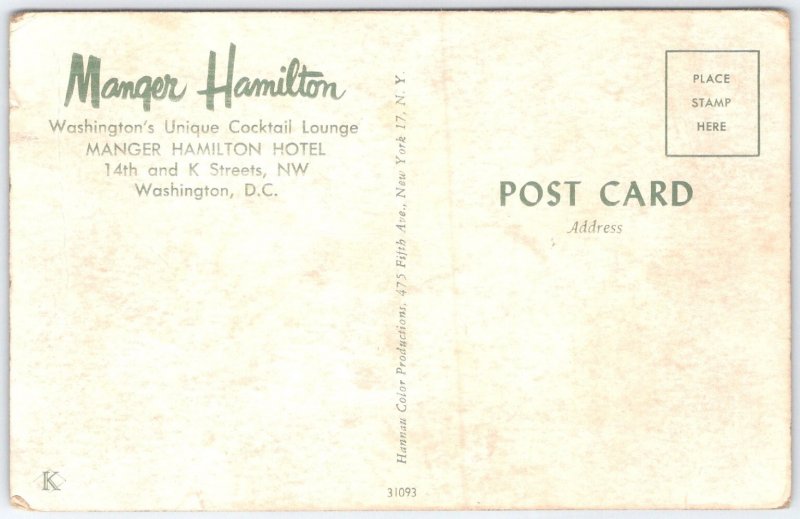 Manger Hamilton
Washington's Unique Cocktail Lounge
MANGER HAMILTON HOTEL
14th and K Streets, NW
Washington, D.C.
K
Hannau Color Productions, 475 Fifth Ave., New York 17, N. Y
31093
PLACE
STAMP
HERE
POST CARD
Address